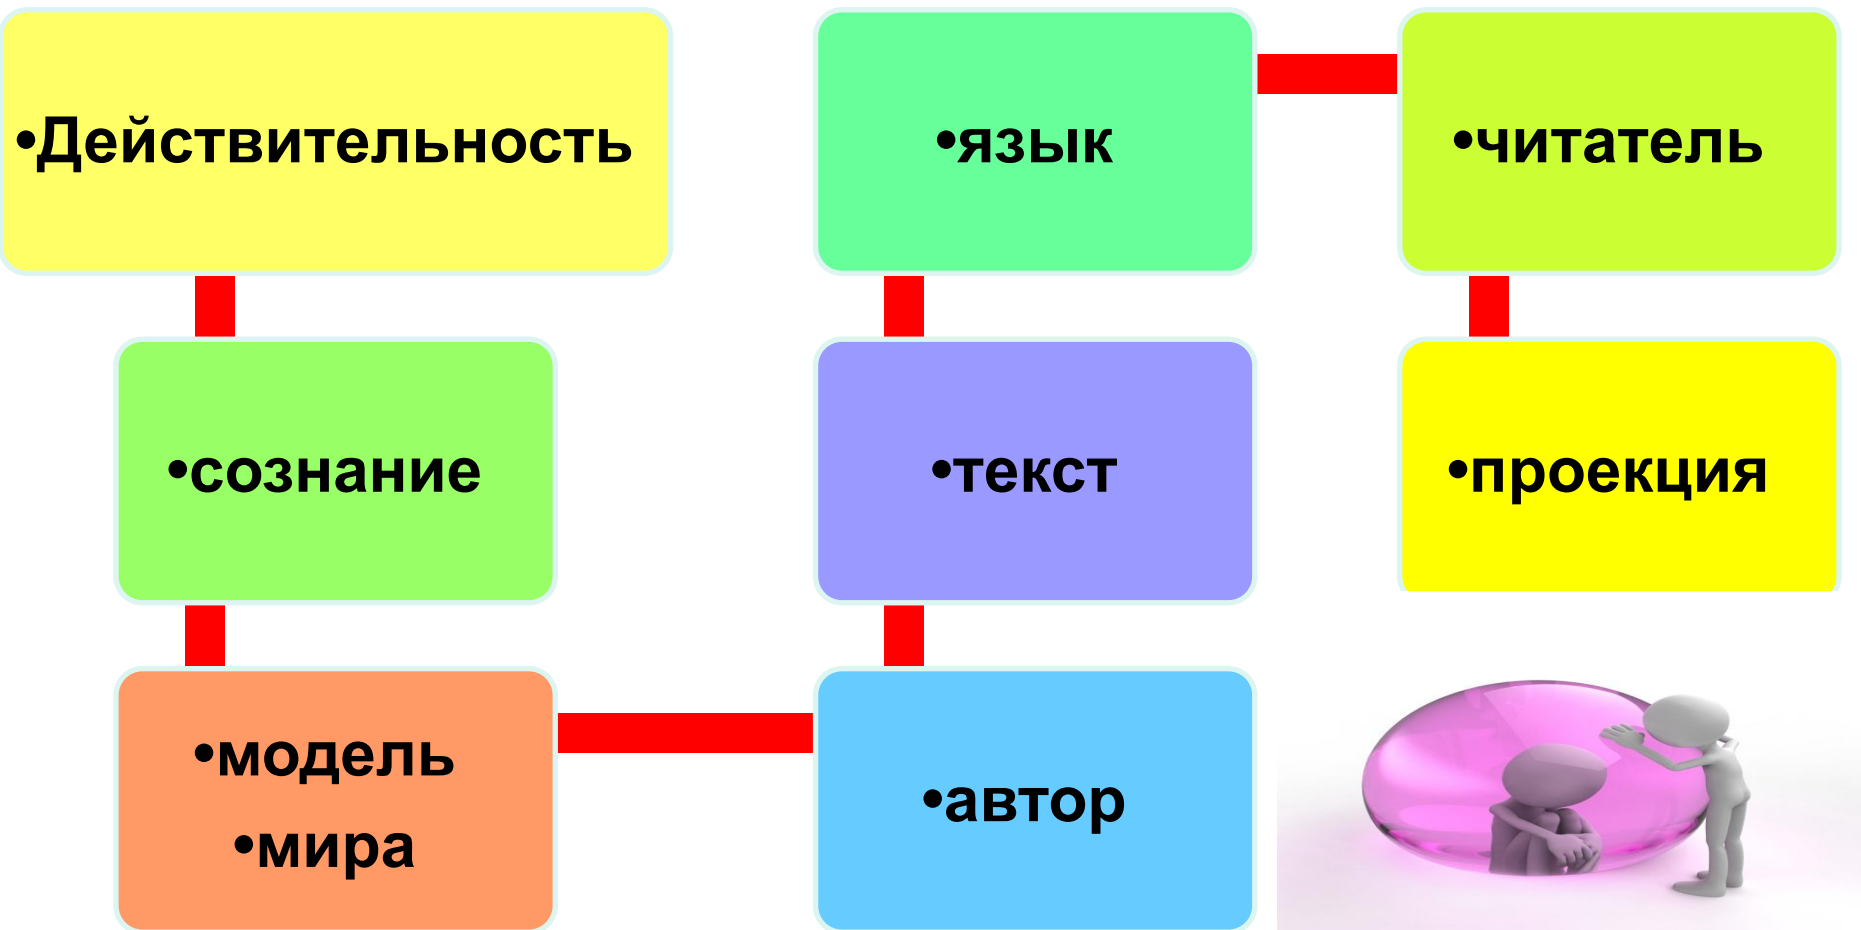 •Действительность
•сознание
•модель
•мира
•автор
•текст
•язык
•читатель
•проекция